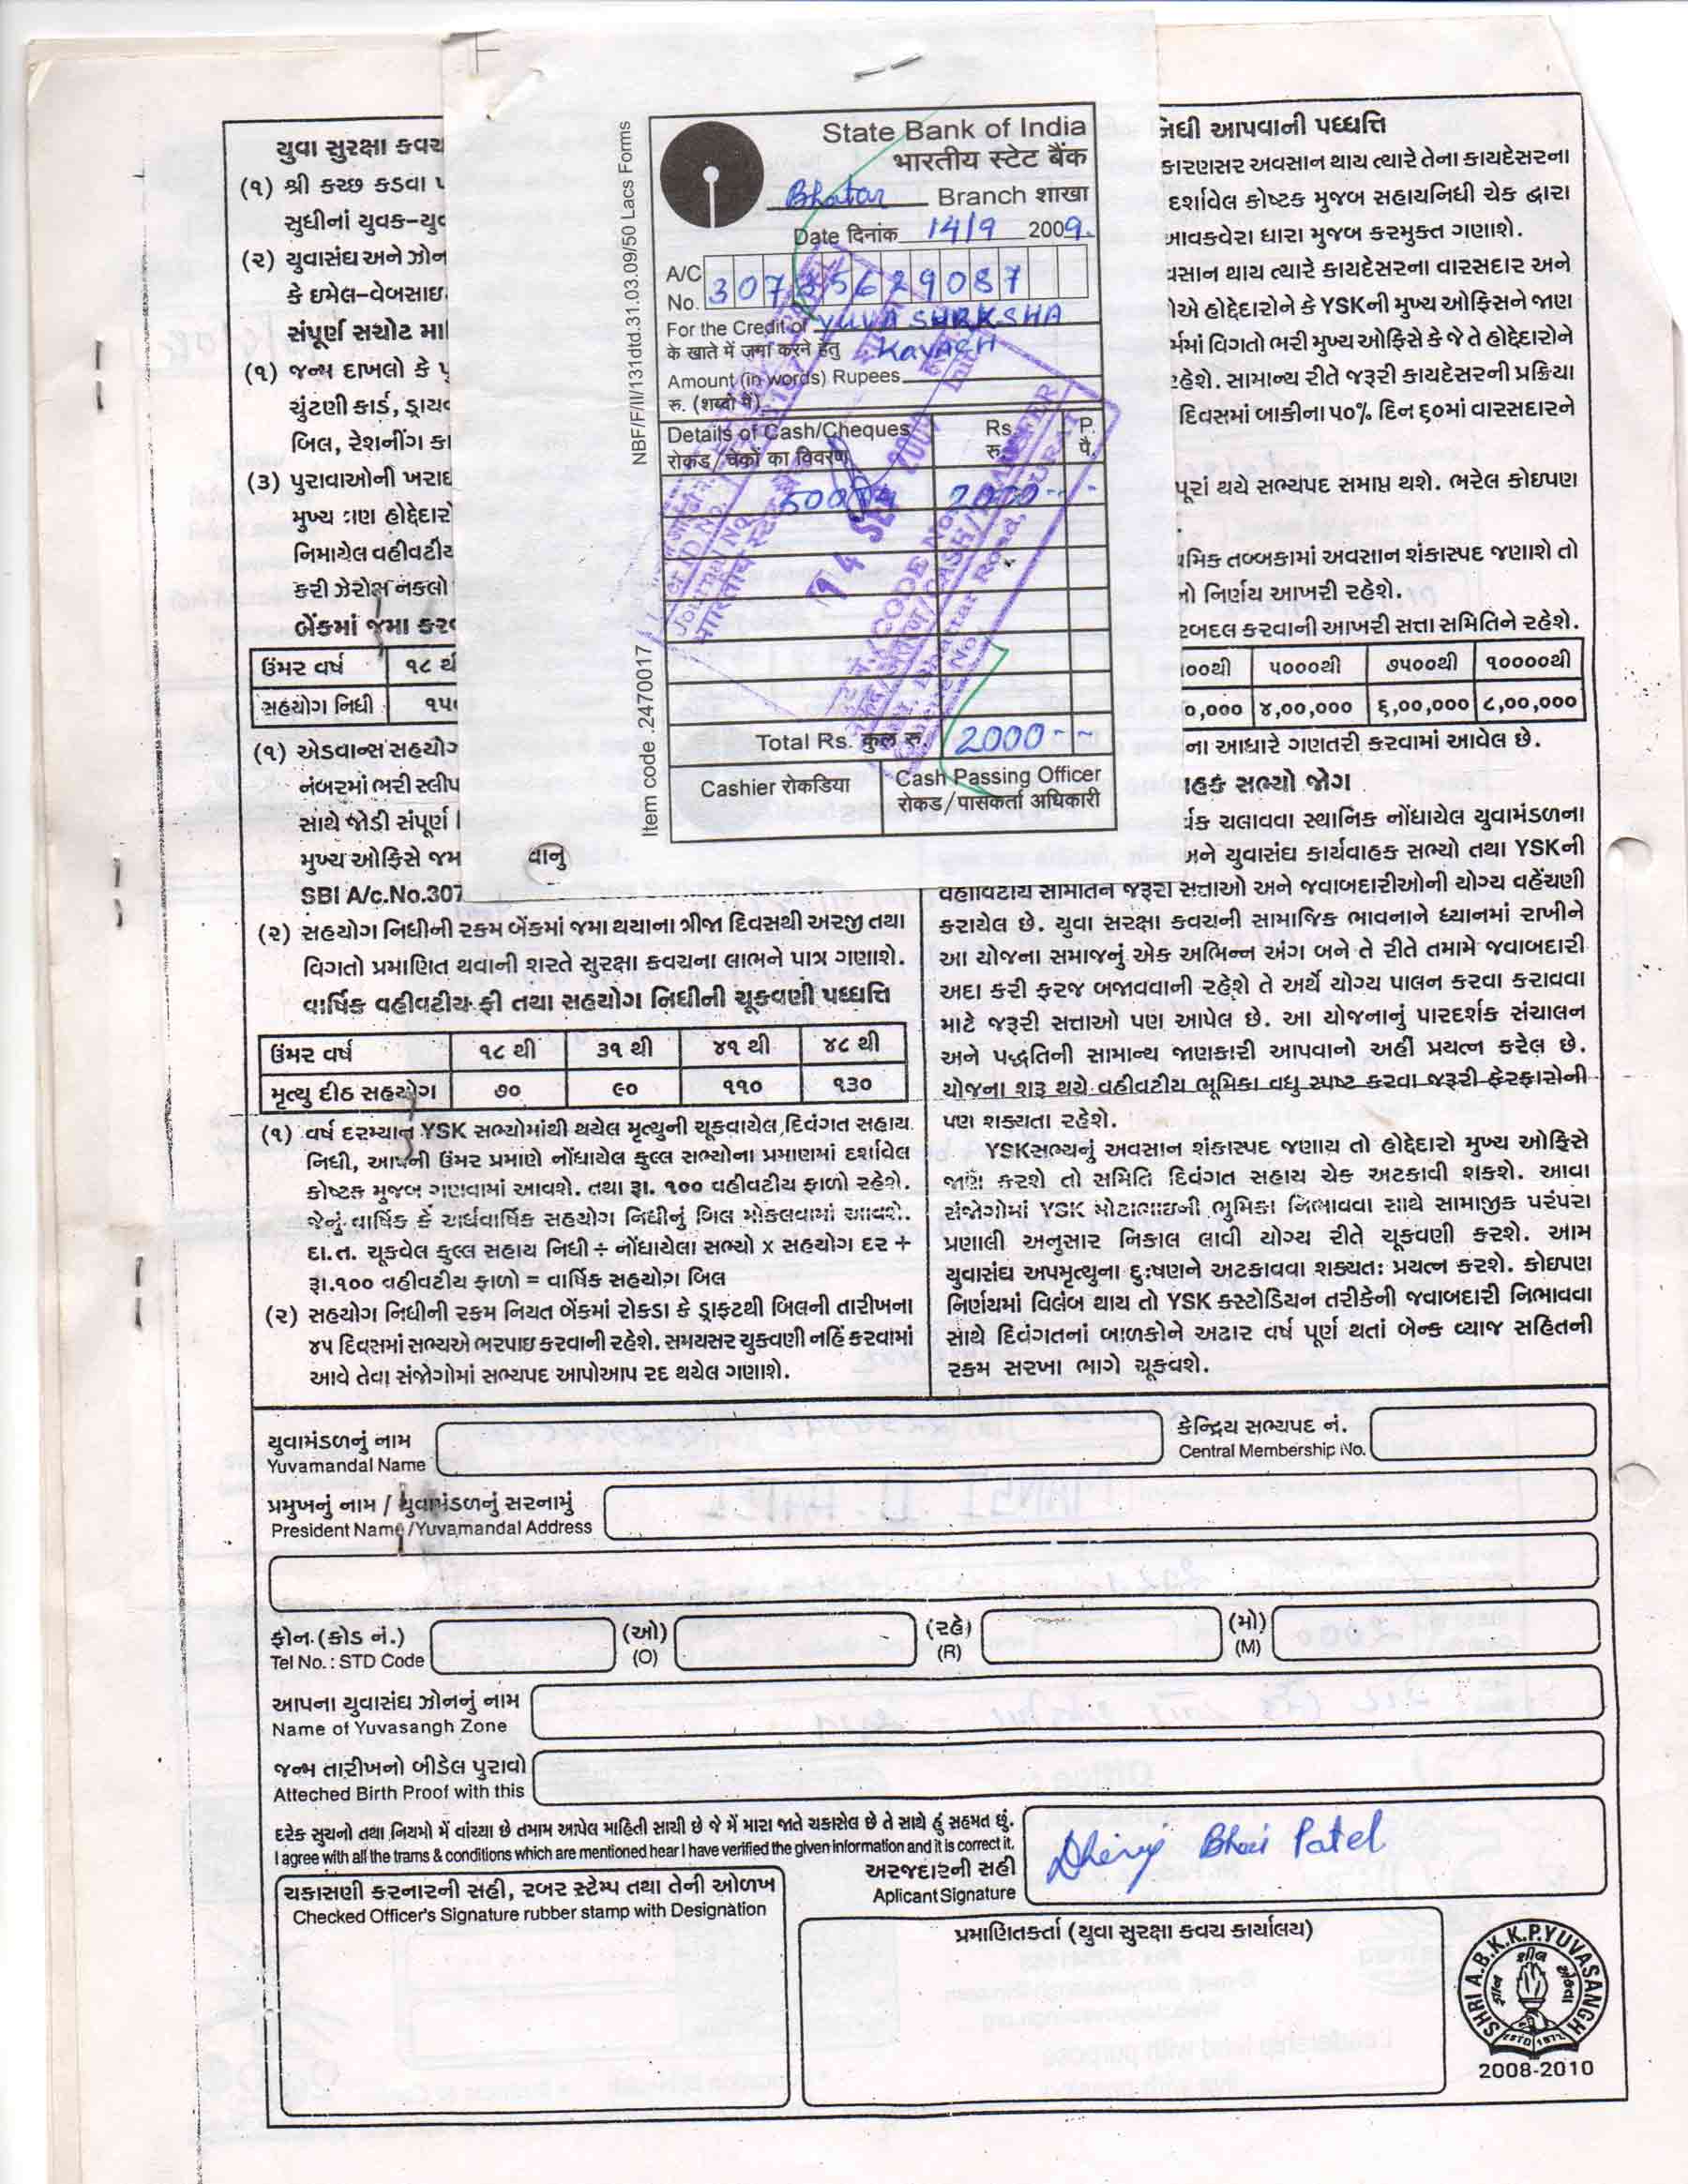 State Bank of India
भारतीय स्टेट बैंक
Bhatar Branch शाखा
Date दिनांक 14/9 2009.
A/C No. 30735629087
For the Credit of YUVA SHRKSHA
के खाते में जमा करने हेतु Kavach
Amount (in words) Rupees
रु. (शब्दों में)
Details of Cash/Cheques Rs. P.
रोकड / चेकों का विवरण रु. पै.
2000--
Total Rs. कुल रु. 2000--
Cashier रोकडिया
Cash Passing Officer
रोकड/पासकर्ता अधिकारी
NBF/F/II/131dtd.31.03.09/50 Lacs Forms
Item code .2470017
14 SEP 2009
વાનુ
યુવા સુરક્ષા કવચ
(૧) શ્રી કચ્છ કડવા
સુધીનાં યુવક-યુવ
(૨) યુવાસંઘ અને ઝોન
કે ઇમેલ-વેબસાઇ
સંપૂર્ણ સચોટ મા
(૧) જન્મ દાખલો કે
ચુંટણી કાર્ડ, ડ્રાય
બિલ, રેશનીંગ કા
(૩) પુરાવાઓની ખરા
મુખ્ય ત્રણ હોદ્દેદારો
નિમાયેલ વહીવટીય
કરી ઝેરોક્ષ નકલો
બેંકમાં જમા કર
ઉંમર વર્ષ ૧૮ થી
સહયોગ નિધી
(૧) એડવાન્સ સહયોગ
નંબરમાં ભરી સ્લીપ
સાથે જોડી સંપૂર્ણ
મુખ્ય ઓફિસે જમ
SBI A/c.No.307
(૨) સહયોગ નિધીની રકમ બેંકમાં જમા થયાના ત્રીજા દિવસથી અરજી તથા
વિગતો પ્રમાણિત થવાની શરતે સુરક્ષા કવચના લાભને પાત્ર ગણાશે.
વાર્ષિક વહીવટીય ફી તથા સહયોગ નિધીની ચૂકવણી પધ્ધત્તિ
ઉંમર વર્ષ ૧૮ થી ૩૧ થી ૪૧ થી ૪૮ થી
મૃત્યુ દીઠ સહયોગ ૭૦ ૯૦ ૧૧૦ ૧૩૦
(૧) વર્ષ દરમ્યાન YSK સભ્યોમાંથી થયેલ મૃત્યુની ચૂકવાયેલ દિવંગત સહાય
નિધી, આપની ઉંમર પ્રમાણે નોંધાયેલ કુલ્લ સભ્યોના પ્રમાણમાં દર્શાવેલ
કોષ્ટક મુજબ ગણવામાં આવશે. તથા રૂા. ૧૦૦ વહીવટીય ફાળો રહેશે.
જેનું વાર્ષિક કે અર્ધવાર્ષિક સહયોગ નિધીનું બિલ મોકલવામાં આવશે.
દા.ત. ચૂકવેલ કુલ્લ સહાય નિધી ÷ નોંધાયેલા સભ્યો x સહયોગ દર +
રૂા.૧૦૦ વહીવટીય ફાળો = વાર્ષિક સહયોગ બિલ
(૨) સહયોગ નિધીની રકમ નિયત બેંકમાં રોકડા કે ડ્રાફટથી બિલની તારીખના
૪૫ દિવસમાં સભ્યએ ભરપાઇ કરવાની રહેશે. સમયસર ચુકવણી નહિં કરવામાં
આવે તેવા સંજોગોમાં સભ્યપદ આપોઆપ રદ થયેલ ગણાશે.
નિધી આપવાની પધ્ધત્તિ
કારણસર અવસાન થાય ત્યારે તેના કાયદેસરના
દર્શાવેલ કોષ્ટક મુજબ સહાયનિધી ચેક દ્વારા
આવકવેરા ધારા મુજબ કરમુક્ત ગણાશે.
વસાન થાય ત્યારે કાયદેસરના વારસદાર અને
હોદ્દેદારોને કે YSKની મુખ્ય ઓફિસને જાણ
ર્મમાં વિગતો ભરી મુખ્ય ઓફિસે કે જે તે હોદ્દેદારોને
રહેશે. સામાન્ય રીતે જરૂરી કાયદેસરની પ્રક્રિયા
દિવસમાં બાકીના ૫૦% દિન ૬૦માં વારસદારને
પૂરાં થયે સભ્યપદ સમાપ્ત થશે. ભરેલ કોઇપણ
થમિક તબ્બકામાં અવસાન શંકાસ્પદ જણાશે તો
નો નિર્ણય આખરી રહેશે.
રબદલ કરવાની આખરી સત્તા સમિતિને રહેશે.
૦૦થી ૫૦૦૦થી ૭૫૦૦થી ૧૦૦૦૦થી
૦,૦૦૦ ૪,૦૦,૦૦૦ ૬,૦૦,૦૦૦ ૮,૦૦,૦૦૦
ના આધારે ગણતરી કરવામાં આવેલ છે.
હક સભ્યો જોગ
ર્વક ચલાવવા સ્થાનિક નોંધાયેલ યુવામંડળના
અને યુવાસંઘ કાર્યવાહક સભ્યો તથા YSKની
વહીવટીય સમિતિને જરૂરી સત્તાઓ અને જવાબદારીઓની યોગ્ય વહેંચણી
કરાયેલ છે. યુવા સરક્ષા કવચની સામાજિક ભાવનાને ધ્યાનમાં રાખીને
આ યોજના સમાજનું એક અભિન્ન અંગ બને તે રીતે તમામે જવાબદારી
અદા કરી ફરજ બજાવવાની રહેશે તે અર્થે યોગ્ય પાલન કરવા કરાવવા
માટે જરૂરી સત્તાઓ પણ આપેલ છે. આ યોજનાનું પારદર્શક સંચાલન
અને પદ્ધતિની સામાન્ય જાણકારી આપવાનો અહીં પ્રયત્ન કરેલ છે.
યોજના શરૂ થયે વહીવટીય ભૂમિકા વધુ સ્પષ્ટ કરવા જરૂરી ફેરફારોની
પણ શક્યતા રહેશે.
YSKસભ્યનું અવસાન શંકાસ્પદ જણાય તો હોદ્દેદારો મુખ્ય ઓફિસે
જાણ કરશે તો સમિતિ દિવંગત સહાય ચેક અટકાવી શકશે. આવા
સંજોગોમાં YSK મોટાભાઇની ભુમિકા નિભાવવા સાથે સામાજીક પરંપરા
પ્રણાલી અનુસાર નિકાલ લાવી યોગ્ય રીતે ચૂકવણી કરશે. આમ
યુવાસંઘ અપમૃત્યુના દુઃષણને અટકાવવા શક્યતઃ પ્રયત્ન કરશે. કોઇપણ
નિર્ણયમાં વિલંબ થાય તો YSK કસ્ટોડિયન તરીકેની જવાબદારી નિભાવવા
સાથે દિવંગતનાં બાળકોને અઢાર વર્ષ પૂર્ણ થતાં બેન્ક વ્યાજ સહિતની
રકમ સરખા ભાગે ચૂકવશે.
યુવામંડળનું નામ
Yuvamandal Name
કેન્દ્રિય સભ્યપદ નં.
Central Membership No.
પ્રમુખનું નામ / યુવામંડળનું સરનામું
President Name /Yuvamandal Address
ફોન (કોડ નં.) (ઓ) (રહે) (મો)
Tel No. : STD Code (O) (R) (M)
આપના યુવાસંઘ ઝોનનું નામ
Name of Yuvasangh Zone
જન્મ તારીખનો બીડેલ પુરાવો
Atteched Birth Proof with this
દરેક સુચનો તથા નિયમો મેં વાંચ્યા છે તમામ આપેલ માહિતી સાચી છે જે મેં મારા જાતે ચકાસેલ છે તે સાથે હું સહમત છું.
I agree with all the trams & conditions which are mentioned hear I have verified the given information and it is correct it.
અરજદારની સહી
Aplicant Signature
Dhiraj Bhai Patel
ચકાસણી કરનારની સહી, રબર સ્ટેમ્પ તથા તેની ઓળખ
Checked Officer's Signature rubber stamp with Designation
પ્રમાણિતકર્તા (યુવા સુરક્ષા કવચ કાર્યાલય)
SHRI A.B.K.K.P.YUVASANGH
2008-2010